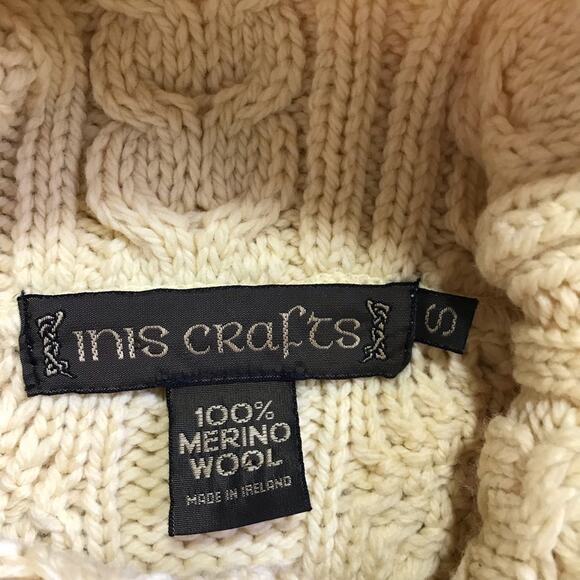 INIS CRAFTS
S
100%
MERINO
WOOL
MADE IN IRELAND